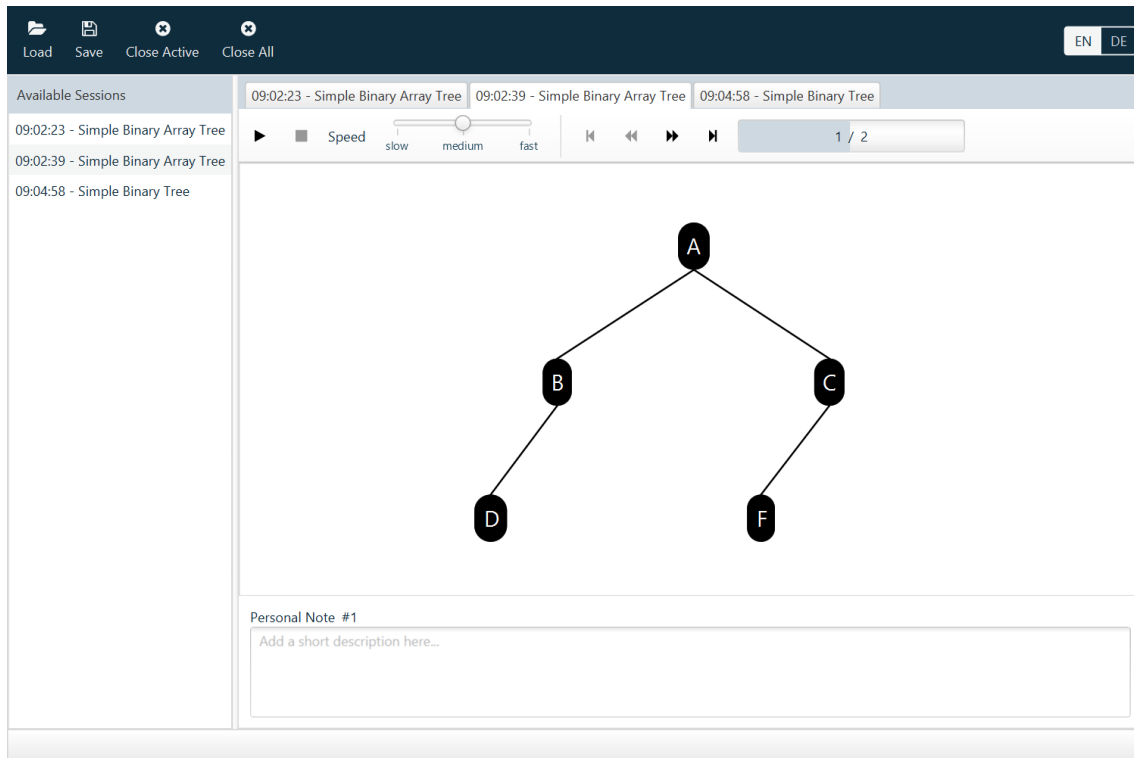 Load Save Close Active Close All EN DE
Available Sessions
09:02:23 - Simple Binary Array Tree
09:02:39 - Simple Binary Array Tree
09:04:58 - Simple Binary Tree
09:02:23 - Simple Binary Array Tree 09:02:39 - Simple Binary Array Tree 09:04:58 - Simple Binary Tree
Speed slow medium fast 1 / 2
A
B C
D F
Personal Note #1
Add a short description here...